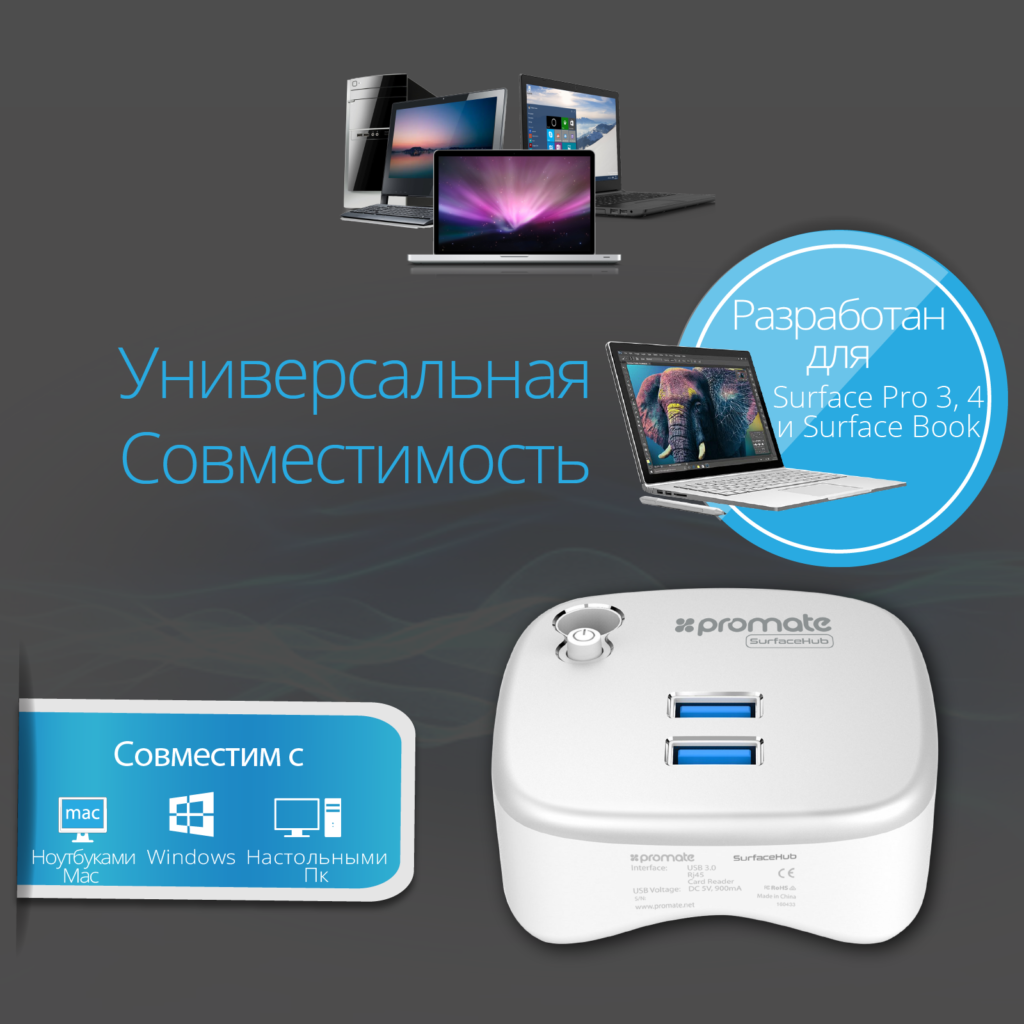 Разработан
для
Surface Pro 3, 4
и Surface Book
Универсальная
Совместимость
promate
SurfaceHub
Совместим с
mac
Ноутбуками
Mac
Windows
Настольными
Пк
promate SurfaceHub
Interface: USB 3.0
RJ45
Card Reader
CE
USB Voltage: DC 5V, 900mA
RoHS
S/N:
Made in China
www.promate.net